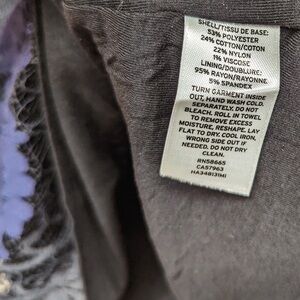 SHELL/TISSU DE BASE:
53% POLYESTER
24% COTTON/COTON
22% NYLON
1% VISCOSE
LINING/DOUBLURE:
95% RAYON/RAYONNE
5% SPANDEX
TURN GARMENT INSIDE
OUT, HAND WASH COLD.
SEPARATELY, DO NOT
BLEACH. ROLL IN TOWEL
TO REMOVE EXCESS
MOISTURE, RESHAPE. LAY
FLAT TO DRY. COOL IRON,
WRONG SIDE OUT IF
NEEDED. DO NOT DRY
CLEAN.
RN58665
CA57963
HA348131MI